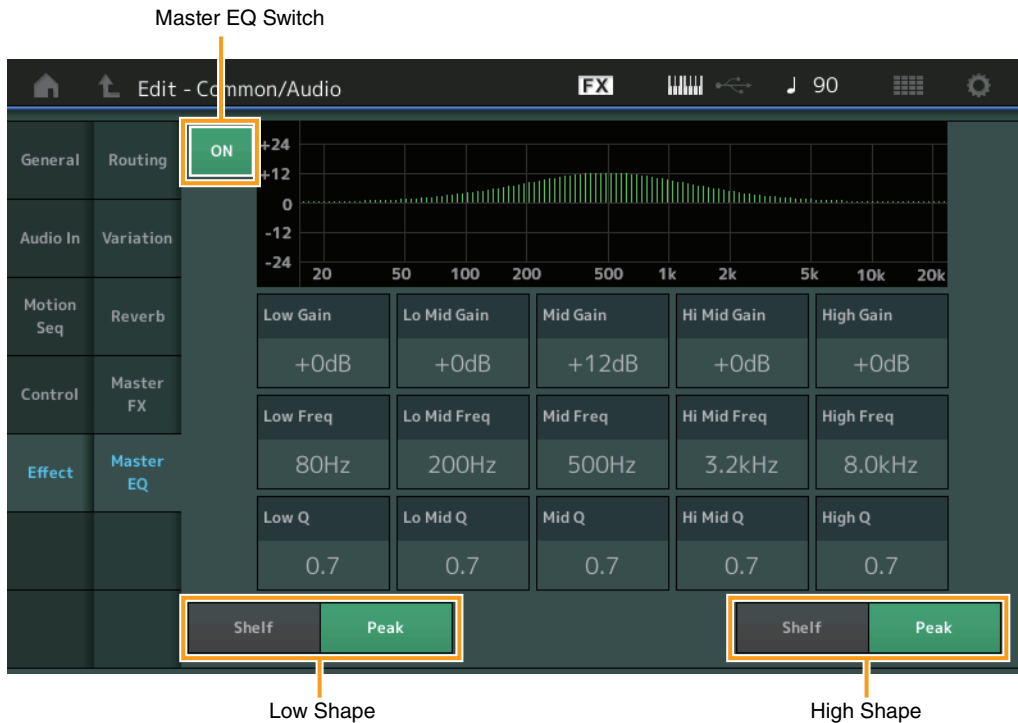 Master EQ Switch
Edit - Common/Audio
FX
90
General
Routing
ON
Audio In
Variation
Motion
Seq
Reverb
Control
Master
FX
Effect
Master
EQ
+24
+12
0
-12
-24
20 50 100 200 500 1k 2k 5k 10k 20k
Low Gain Lo Mid Gain Mid Gain Hi Mid Gain High Gain
+0dB +0dB +12dB +0dB +0dB
Low Freq Lo Mid Freq Mid Freq Hi Mid Freq High Freq
80Hz 200Hz 500Hz 3.2kHz 8.0kHz
Low Q Lo Mid Q Mid Q Hi Mid Q High Q
0.7 0.7 0.7 0.7 0.7
Shelf Peak Shelf Peak
Low Shape High Shape